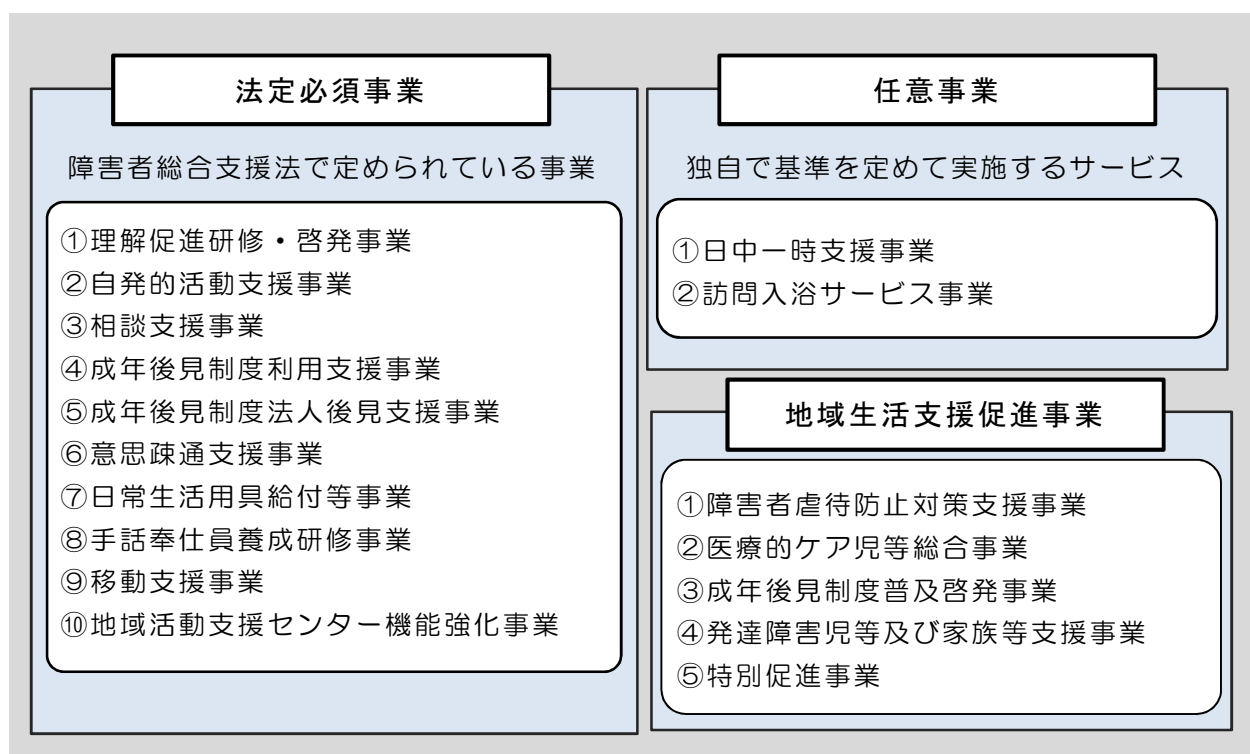 法定必須事業
障害者総合支援法で定められている事業
①理解促進研修・啓発事業
②自発的活動支援事業
③相談支援事業
④成年後見制度利用支援事業
⑤成年後見制度法人後見支援事業
⑥意思疎通支援事業
⑦日常生活用具給付等事業
⑧手話奉仕員養成研修事業
⑨移動支援事業
⑩地域活動支援センター機能強化事業
任意事業
独自で基準を定めて実施するサービス
①日中一時支援事業
②訪問入浴サービス事業
地域生活支援促進事業
①障害者虐待防止対策支援事業
②医療的ケア児等総合事業
③成年後見制度普及啓発事業
④発達障害児等及び家族等支援事業
⑤特別促進事業